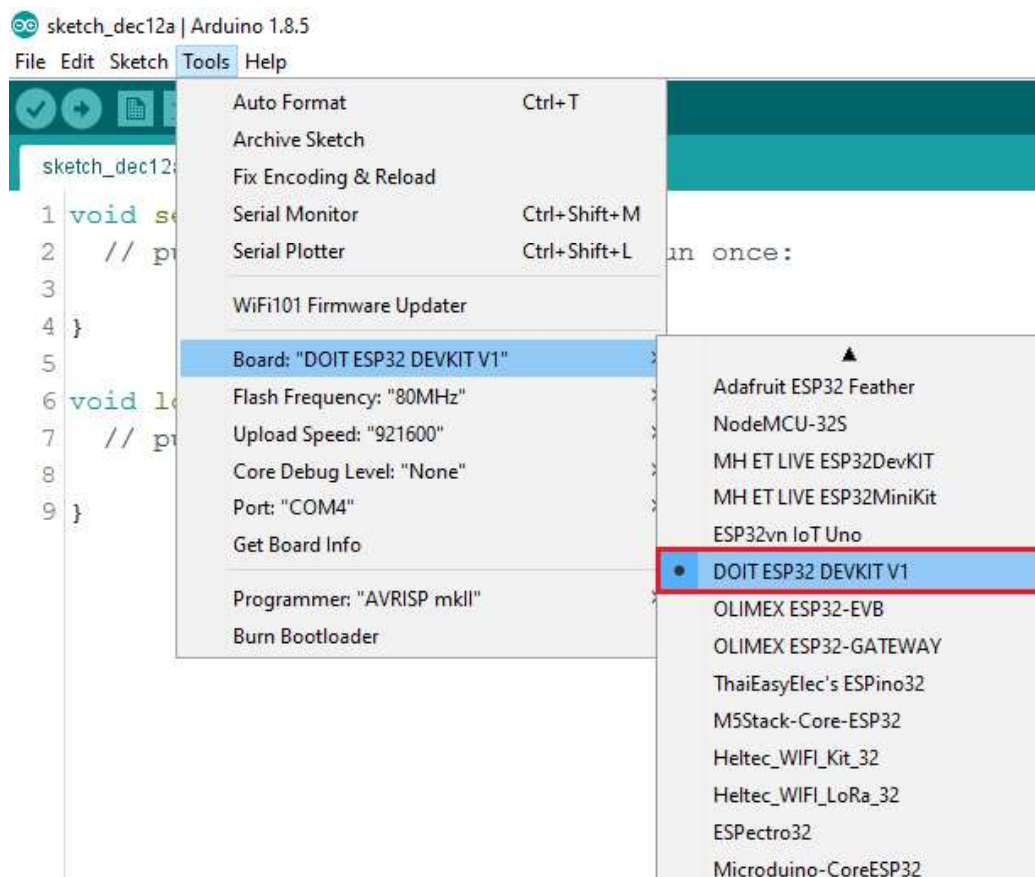 sketch_dec12a | Arduino 1.8.5
File Edit Sketch Tools Help
sketch_dec12
Auto Format Ctrl+T
Archive Sketch
Fix Encoding & Reload
Serial Monitor Ctrl+Shift+M
Serial Plotter Ctrl+Shift+L
WiFi101 Firmware Updater
Board: "DOIT ESP32 DEVKIT V1"
Flash Frequency: "80MHz"
Upload Speed: "921600"
Core Debug Level: "None"
Port: "COM4"
Get Board Info
Programmer: "AVRISP mkII"
Burn Bootloader
1 void se
2 // pu un once:
3
4 }
5
6 void lo
7 // pu
8
9 }
▲
Adafruit ESP32 Feather
NodeMCU-32S
MH ET LIVE ESP32DevKIT
MH ET LIVE ESP32MiniKit
ESP32vn IoT Uno
DOIT ESP32 DEVKIT V1
OLIMEX ESP32-EVB
OLIMEX ESP32-GATEWAY
ThaiEasyElec's ESPino32
M5Stack-Core-ESP32
Heltec_WIFI_Kit_32
Heltec_WIFI_LoRa_32
ESPectro32
Microduino-CoreESP32